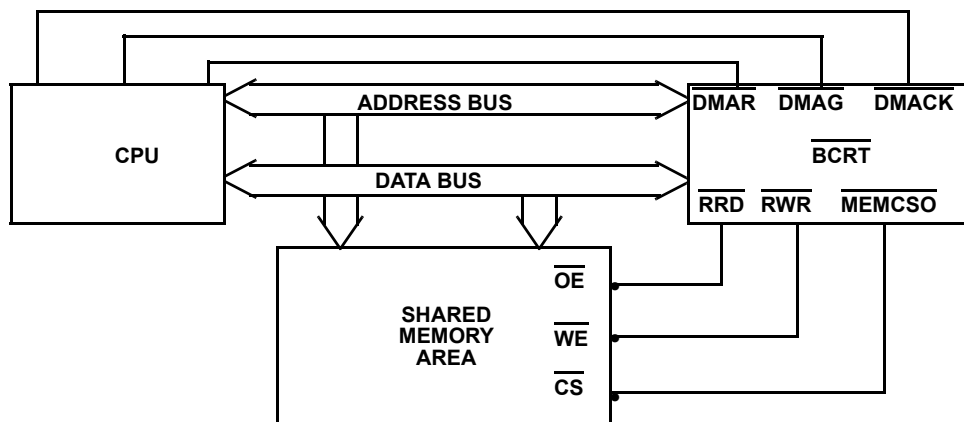 ADDRESS BUS
DMAR DMAG DMACK
CPU
BCRT
DATA BUS
RRD RWR MEMCSO
OE
SHARED
MEMORY
AREA
WE
CS